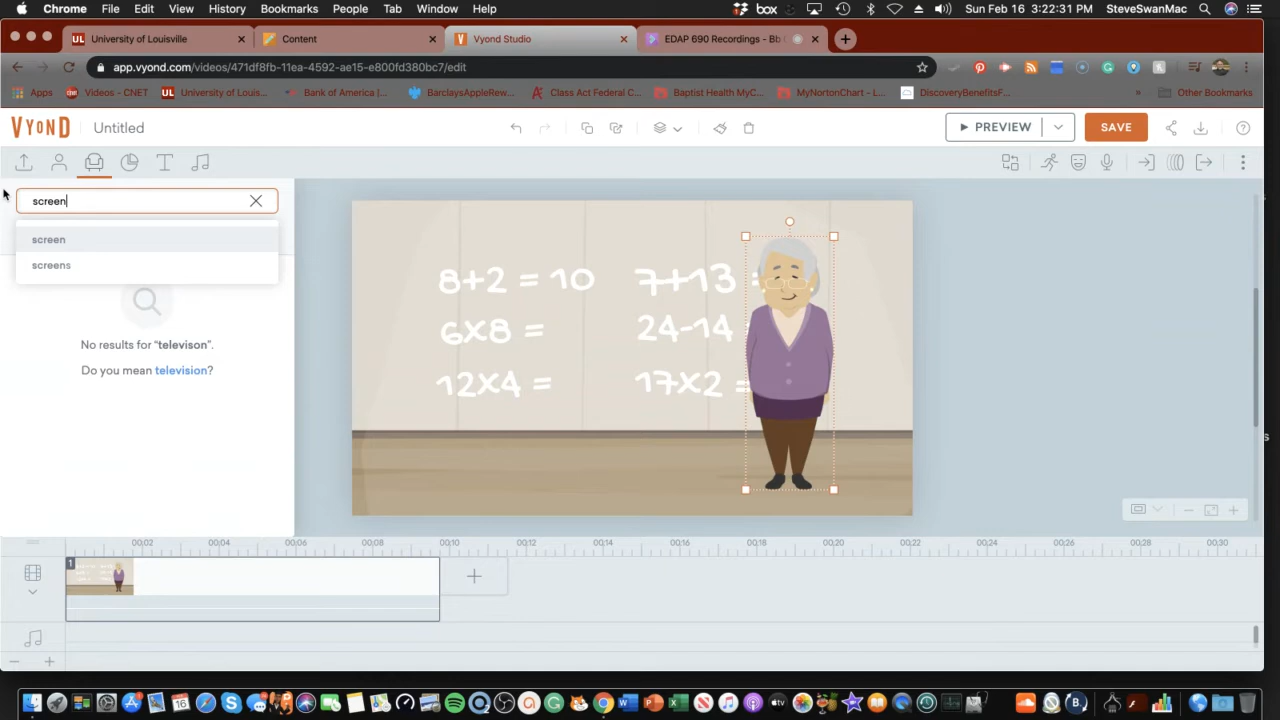 Chrome File Edit View History Bookmarks People Tab Window Help box Sun Feb 16 3:22:31 PM SteveSwanMac
UL University of Louisville Content Vyond Studio EDAP 690 Recordings - Bb
app.vyond.com/videos/471df8fb-11ea-4592-ae15-e800fd380bc7/edit
Apps Videos - CNET UL University of Louis... Bank of America |... BarclaysAppleRew... Class Act Federal C... Baptist Health MyC... MyNortonChart - L... DiscoveryBenefitsF... » Other Bookmarks
VYOND Untitled PREVIEW SAVE
screen
screen
screens
No results for "televison".
Do you mean television?
8+2 = 10 7+13 =
6x8 = 24-14
12x4 = 17x2 =
00:02 00:04 00:06 00:08 00:10 00:12 00:14 00:16 00:18 00:20 00:22 00:24 00:26 00:28 00:30
1